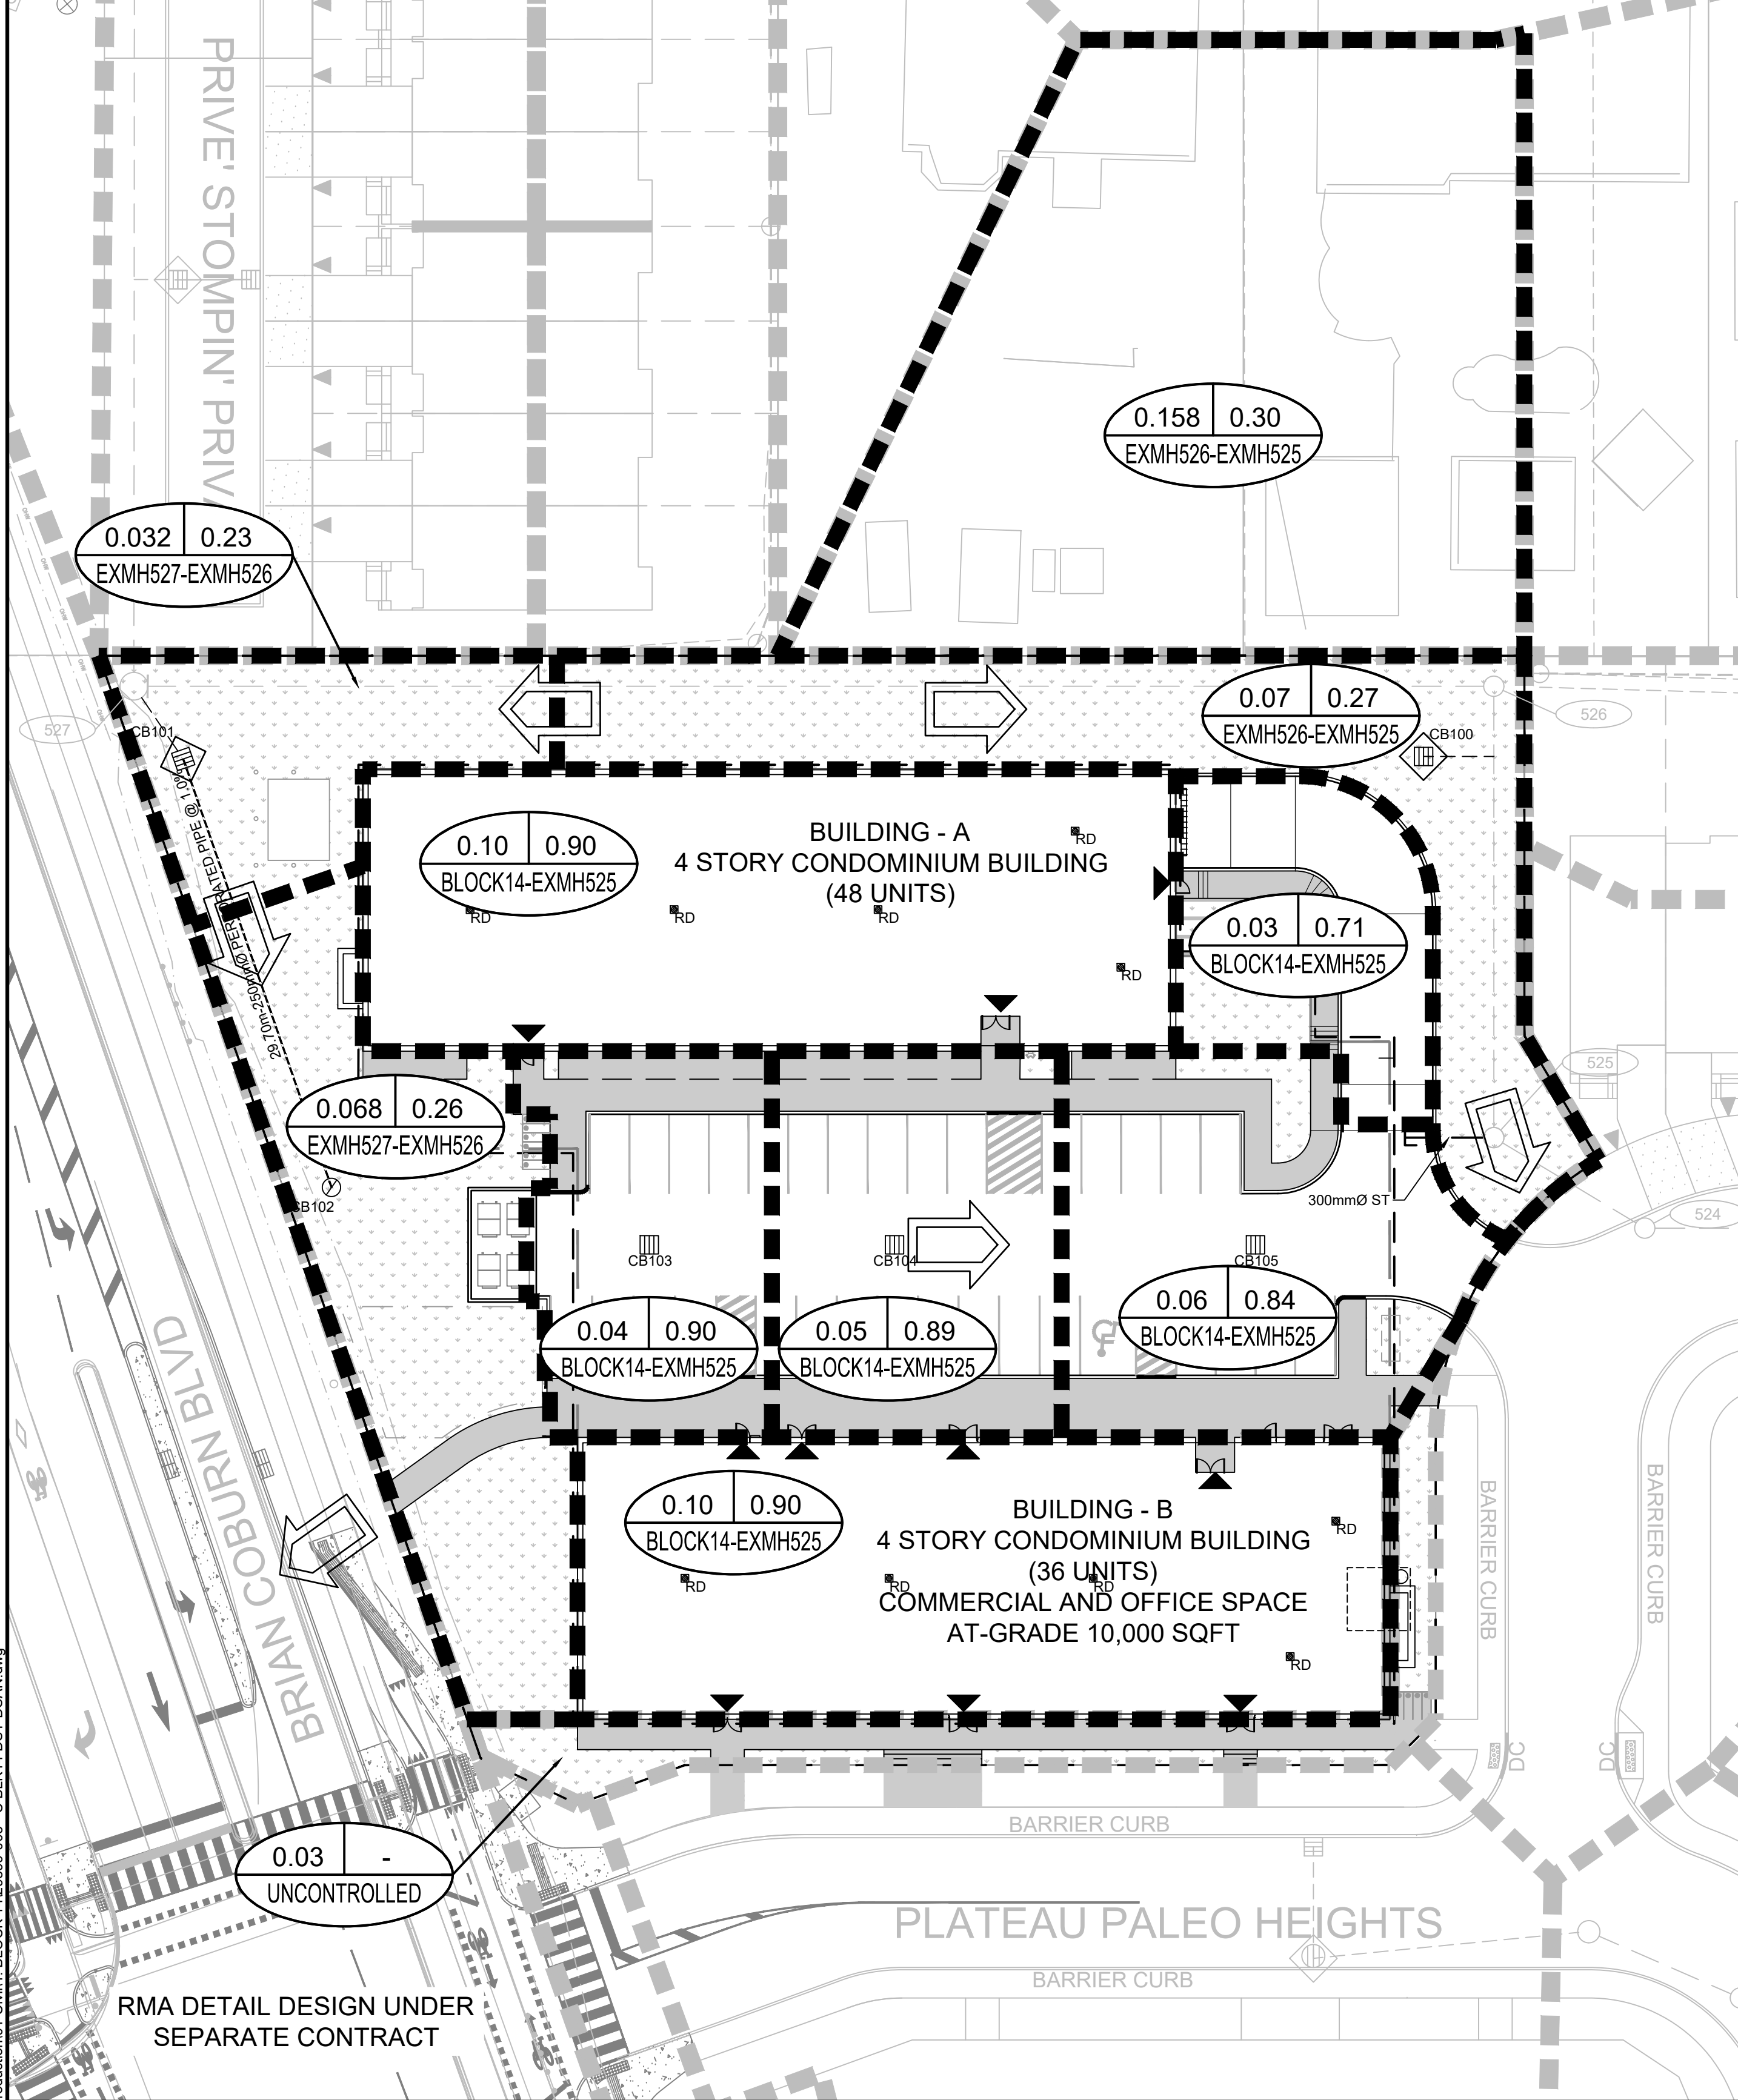 PRIVE' STOMPIN' PRIVA
0.158 0.30
EXMH526-EXMH525
0.032 0.23
EXMH527-EXMH526
527
CB101
0.07 0.27
EXMH526-EXMH525
CB100
526
29.70m-250mmØ PERFORATED PIPE @ 1.0%
0.10 0.90
BLOCK14-EXMH525
BUILDING - A
4 STORY CONDOMINIUM BUILDING
(48 UNITS)
RD
RD
RD
RD
RD
0.03 0.71
BLOCK14-EXMH525
525
0.068 0.26
EXMH527-EXMH526
CB102
300mmØ ST
524
CB103
CB104
CB105
0.04 0.90
BLOCK14-EXMH525
0.05 0.89
BLOCK14-EXMH525
0.06 0.84
BLOCK14-EXMH525
BRIAN COBURN BLVD
0.10 0.90
BLOCK14-EXMH525
BUILDING - B
4 STORY CONDOMINIUM BUILDING
(36 UNITS)
COMMERCIAL AND OFFICE SPACE
AT-GRADE 10,000 SQFT
RD
RD
RD
RD
RD
BARRIER CURB
BARRIER CURB
DC
DC
BARRIER CURB
0.03 -
UNCONTROLLED
PLATEAU PALEO HEIGHTS
BARRIER CURB
RMA DETAIL DESIGN UNDER
SEPARATE CONTRACT